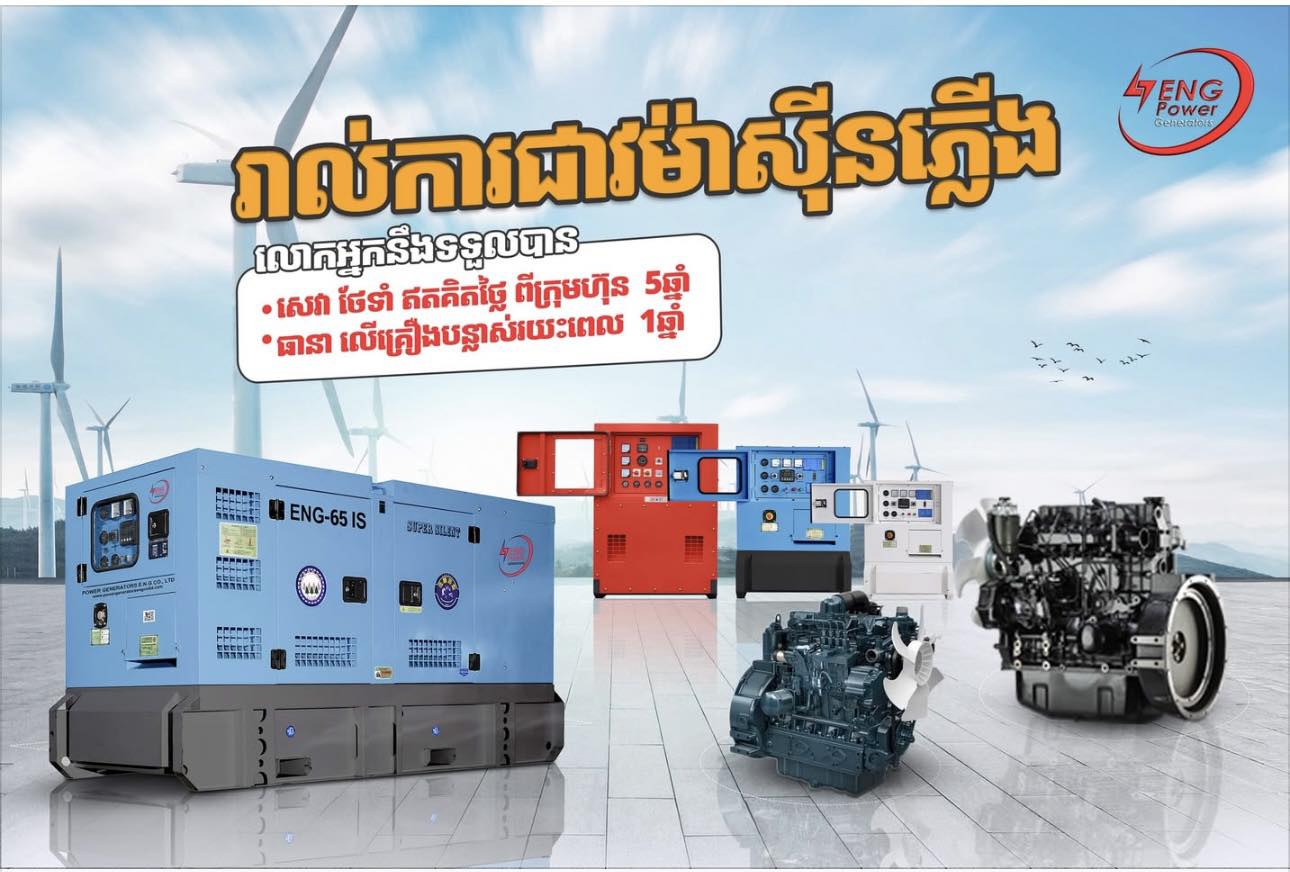 រាល់ការជាវម៉ាស៊ីនភ្លើង
លោកអ្នកនឹងទទួលបាន
• សេវា ថែទាំ ឥតគិតថ្លៃ ពីក្រុមហ៊ុន 5ឆ្នាំ
• ធានា លើគ្រឿងបន្លាស់រយះពេល 1ឆ្នាំ
ENG
Power
Generators
ENG-65 IS
SUPER SILENT
ENG
POWER GENERATORS E.N.G CO., LTD